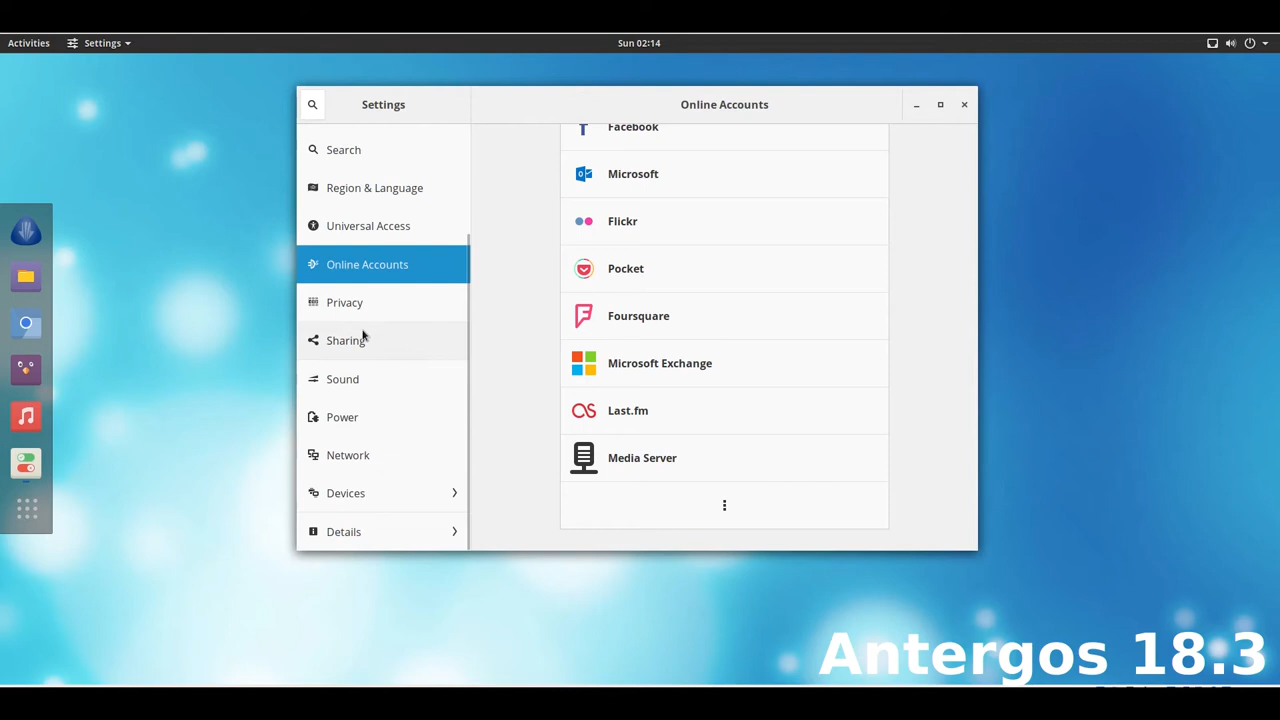 Activities
Settings
Sun 02:14
Settings
Online Accounts
Search
Region & Language
Universal Access
Online Accounts
Privacy
Sharing
Sound
Power
Network
Devices
Details
Facebook
Microsoft
Flickr
Pocket
Foursquare
Microsoft Exchange
Last.fm
Media Server
Antergos 18.3